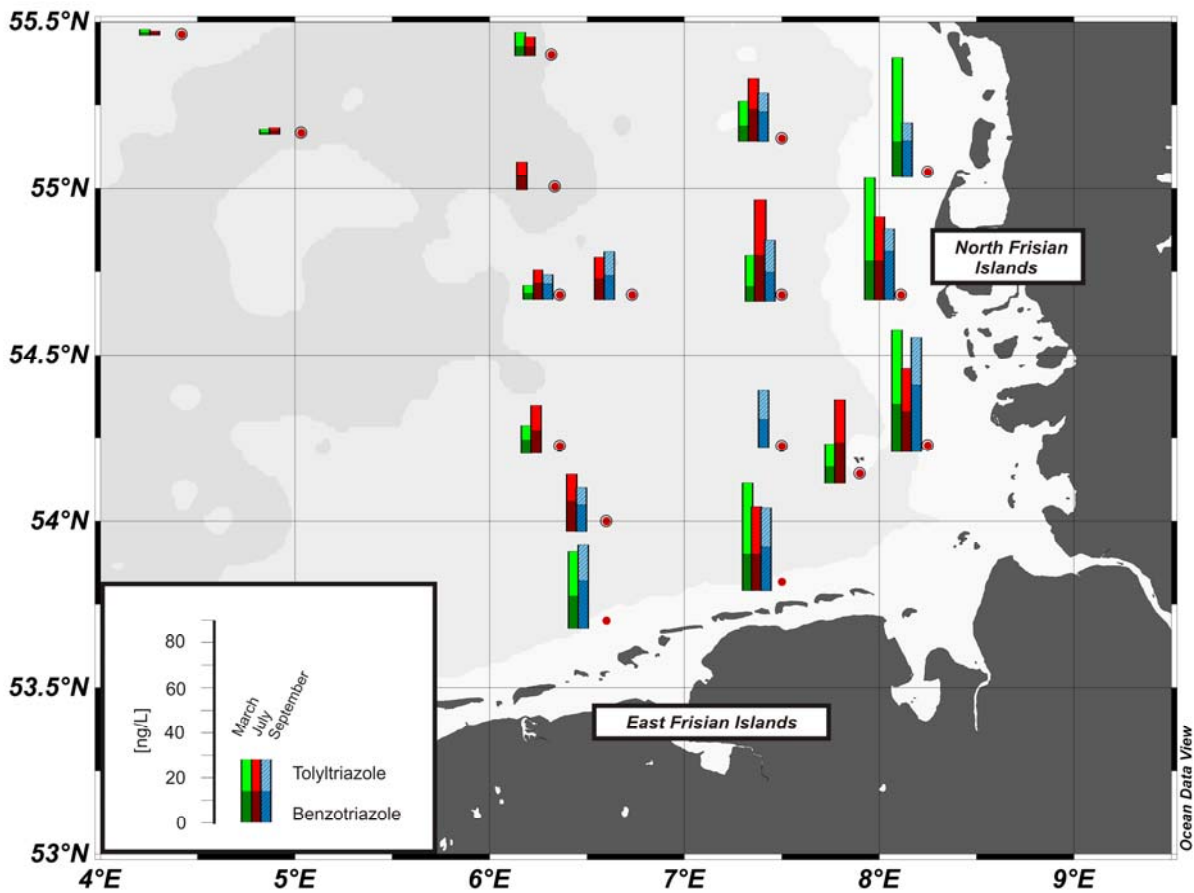 55.5°N
55°N
54.5°N
54°N
53.5°N
53°N
North Frisian
Islands
East Frisian Islands
80
60
40
20
0
[ng/L]
March
July
September
Tolyltriazole
Benzotriazole
4°E
5°E
6°E
7°E
8°E
9°E
Ocean Data View